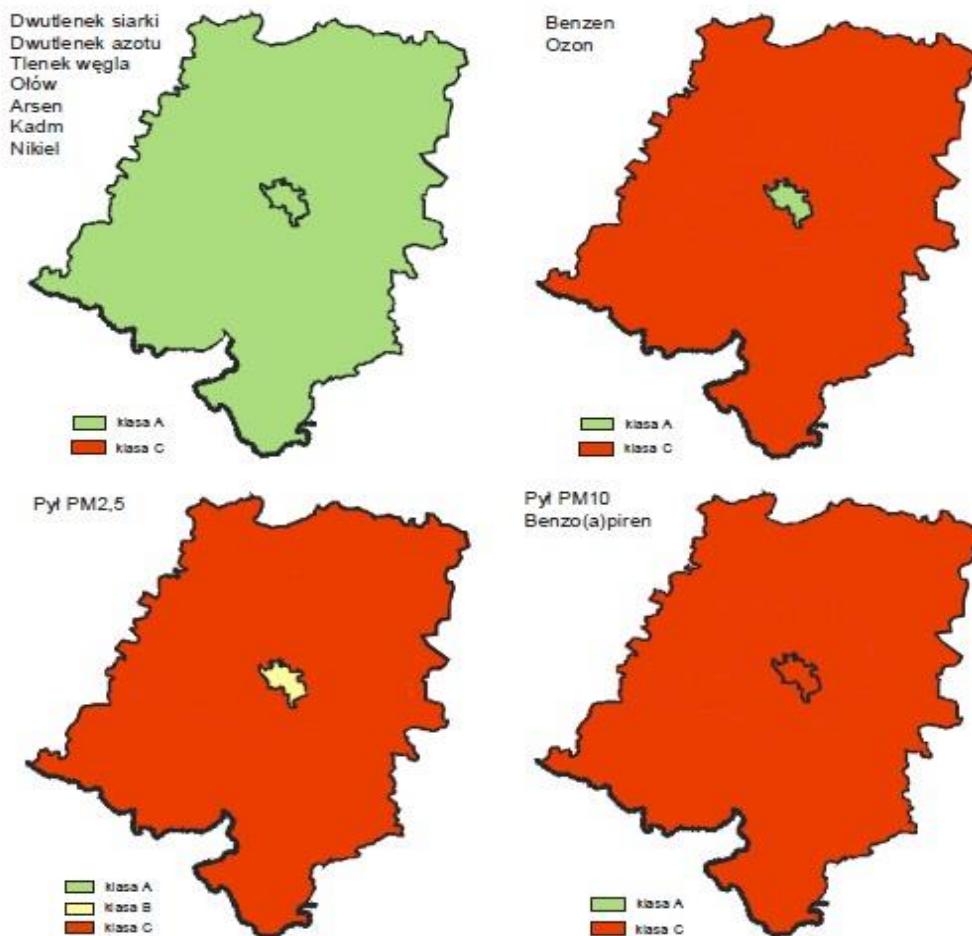 Dwutlenek siarki
Dwutlenek azotu
Tlenek węgla
Ołów
Arsen
Kadm
Nikiel
klasa A
klasa C
Benzen
Ozon
klasa A
klasa C
Pył PM2,5
klasa A
klasa B
klasa C
Pył PM10
Benzo(a)piren
klasa A
klasa C